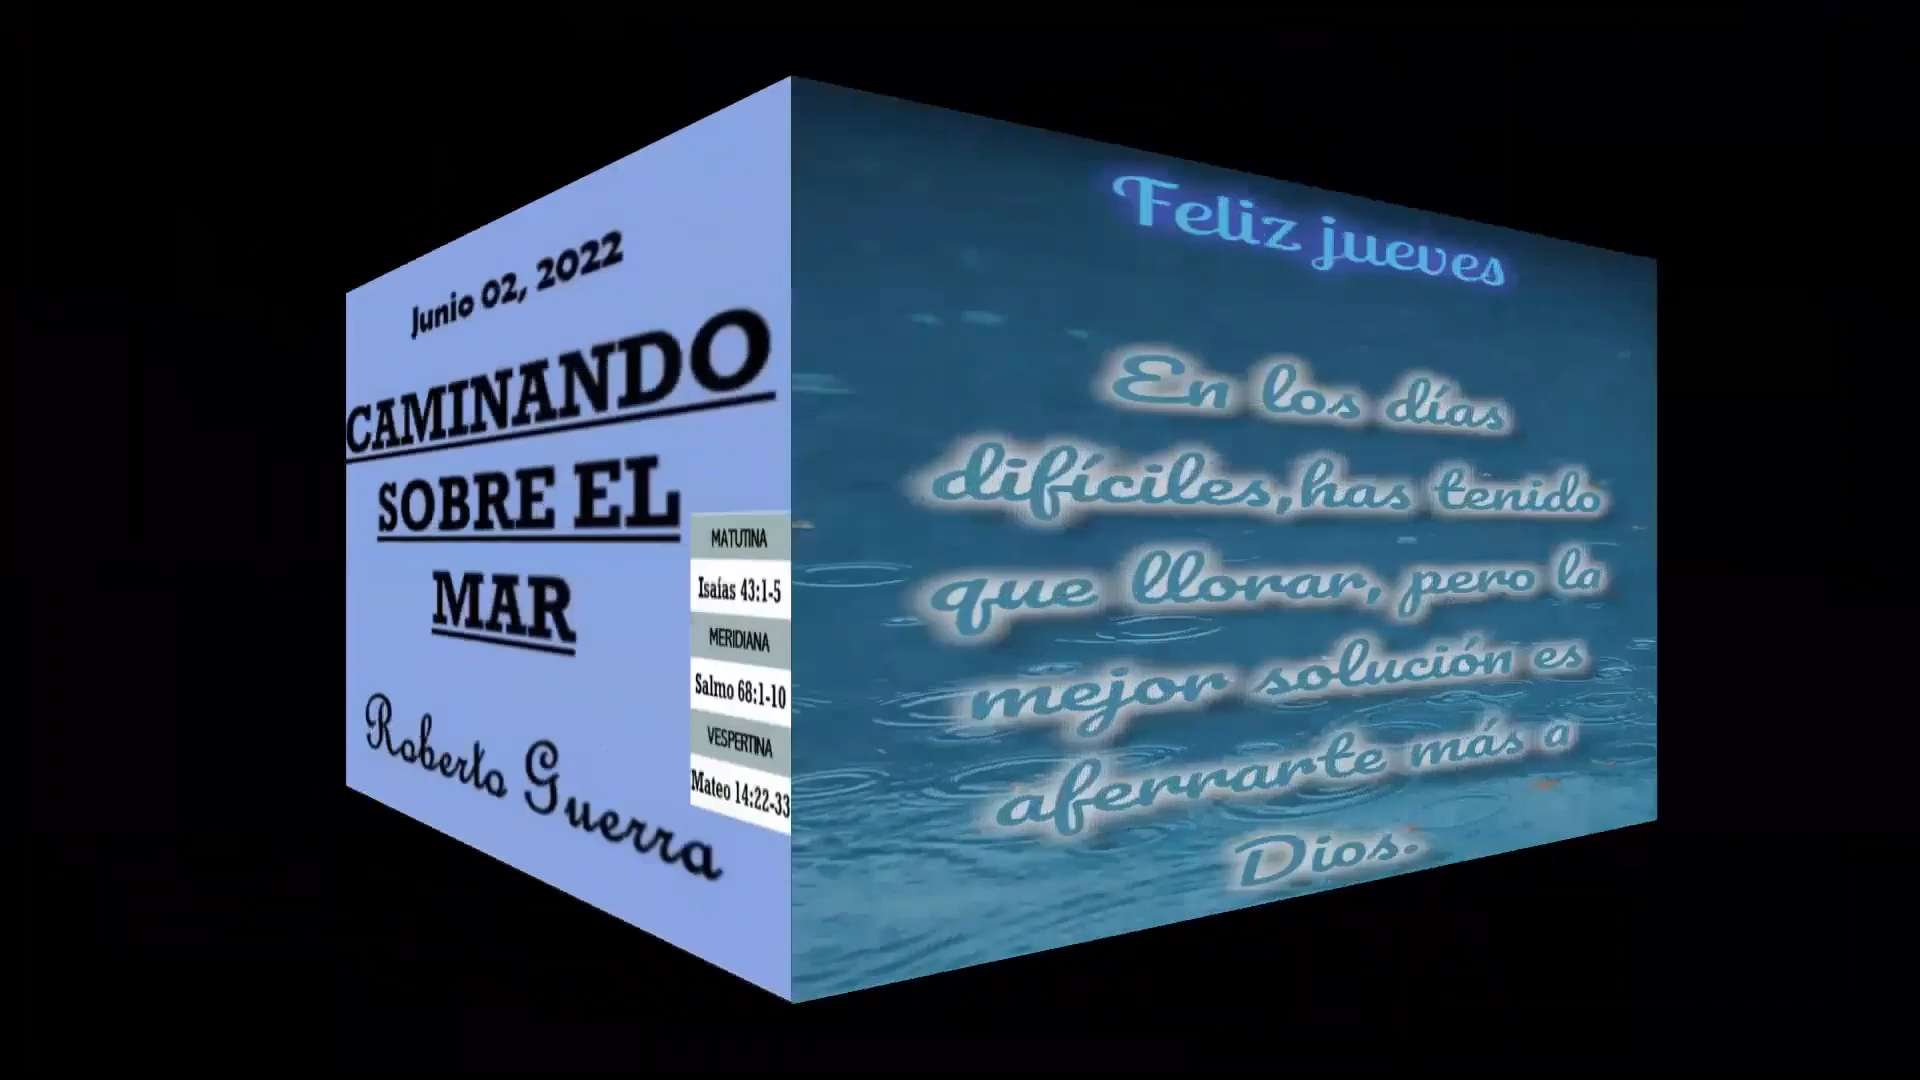 Junio 02, 2022
CAMINANDO
SOBRE EL
MAR
Roberto Guerra
MATUTINA
Isaías 43:1-5
MERIDIANA
Salmo 68:1-10
VESPERTINA
Mateo 14:22-33
Feliz jueves
En los días
difíciles,has tenido
que llorar, pero la
mejor solución es
aferrarte más a
Dios.